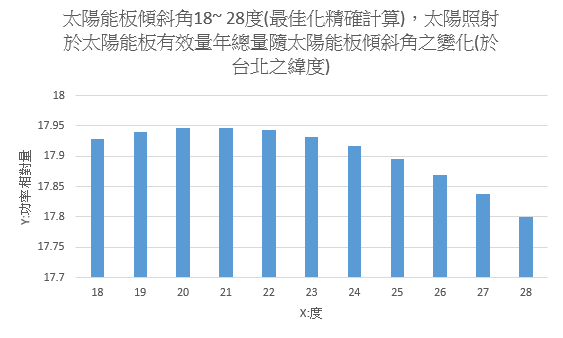 太陽能板傾斜角18~ 28度(最佳化精確計算)，太陽照射
於太陽能板有效量年總量隨太陽能板傾斜角之變化(於
台北之緯度)
18
17.95
17.9
17.85
17.8
17.75
17.7
Y:功率相對量
18 19 20 21 22 23 24 25 26 27 28
X:度